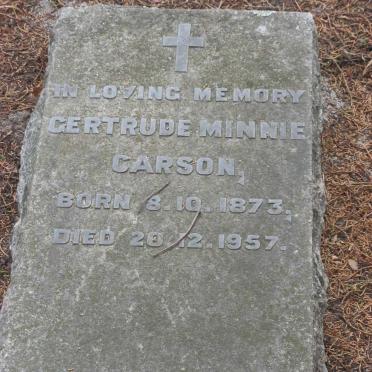 IN LOVING MEMORY
GERTRUDE MINNIE
CARSON,
BORN 8.10.1873,
DIED 20.12.1957.